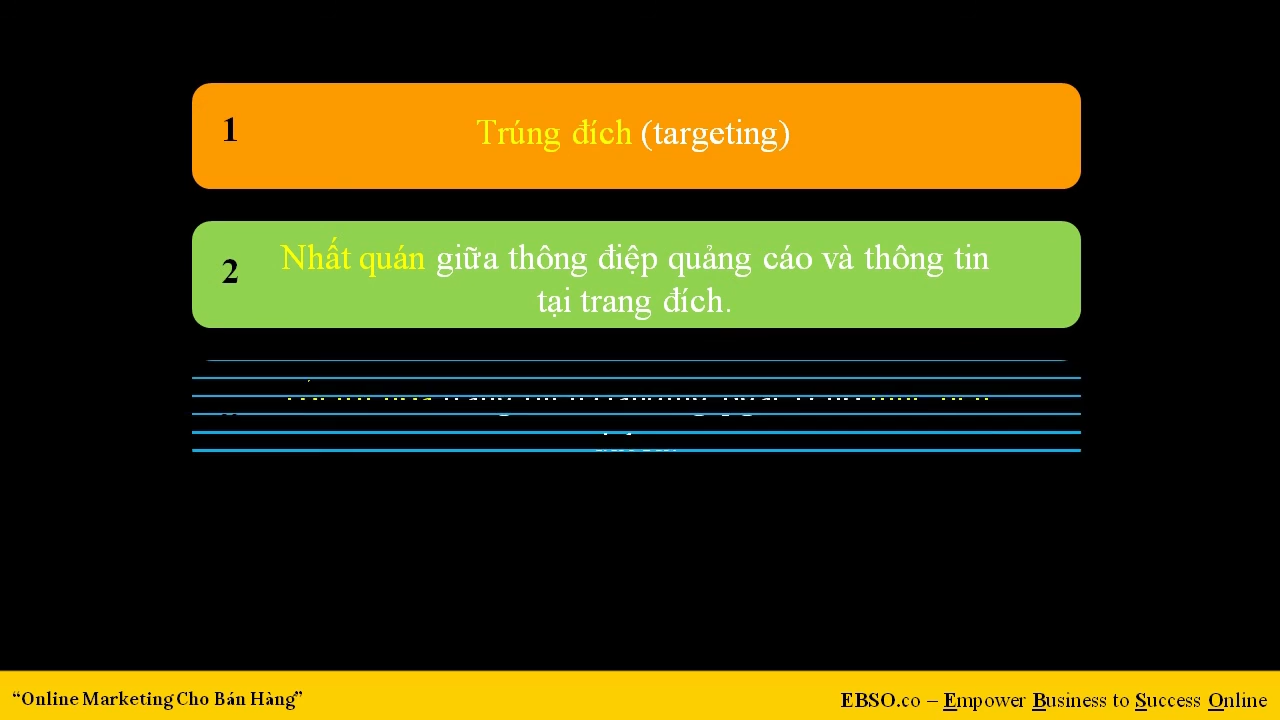 1
Trúng đích (targeting)
2
Nhất quán giữa thông điệp quảng cáo và thông tin
tại trang đích.
“Online Marketing Cho Bán Hàng”
EBSO.co – Empower Business to Success Online